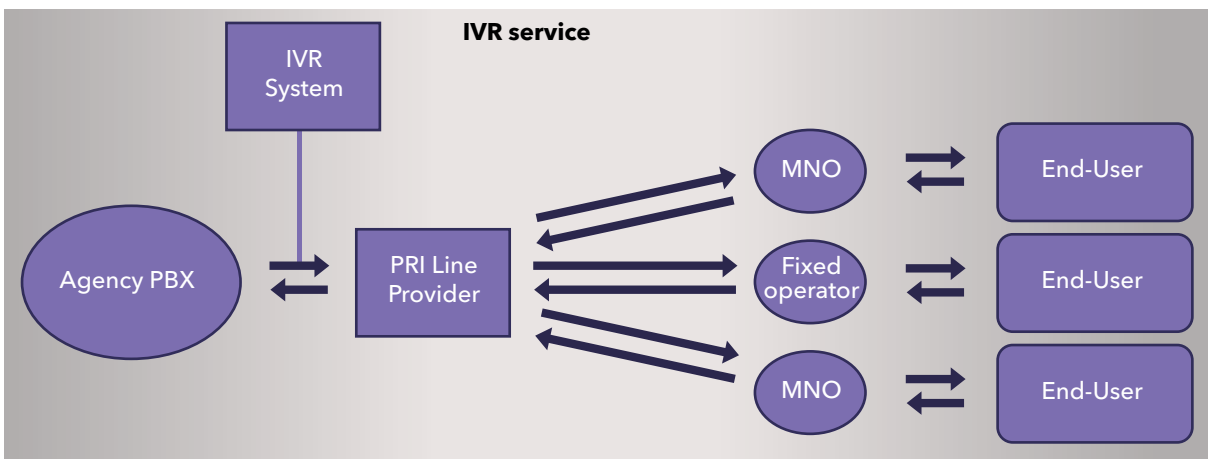 IVR service
IVR
System
Agency PBX
PRI Line
Provider
MNO
End-User
Fixed
operator
End-User
MNO
End-User